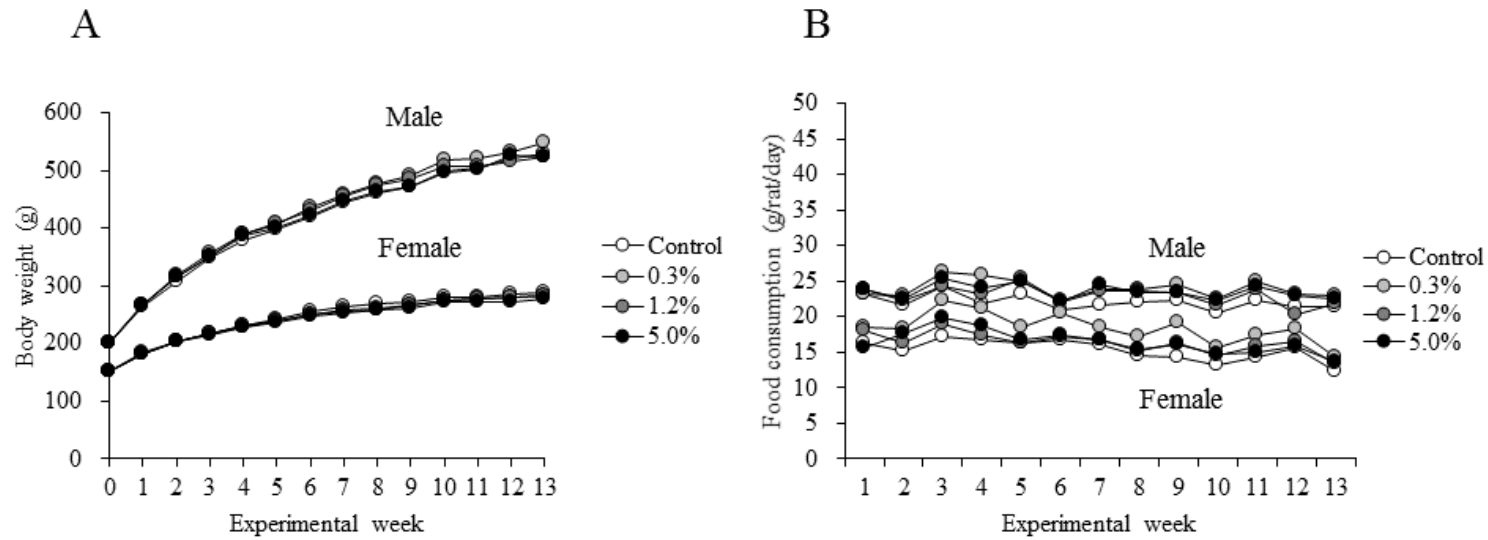 A
Body weight (g)
600
500
400
300
200
100
0
Male
Female
0 1 2 3 4 5 6 7 8 9 10 11 12 13
Experimental week
Control
0.3%
1.2%
5.0%
B
Food consumption (g/rat/day)
50
45
40
35
30
25
20
15
10
5
0
Male
Female
1 2 3 4 5 6 7 8 9 10 11 12 13
Experimental week
Control
0.3%
1.2%
5.0%